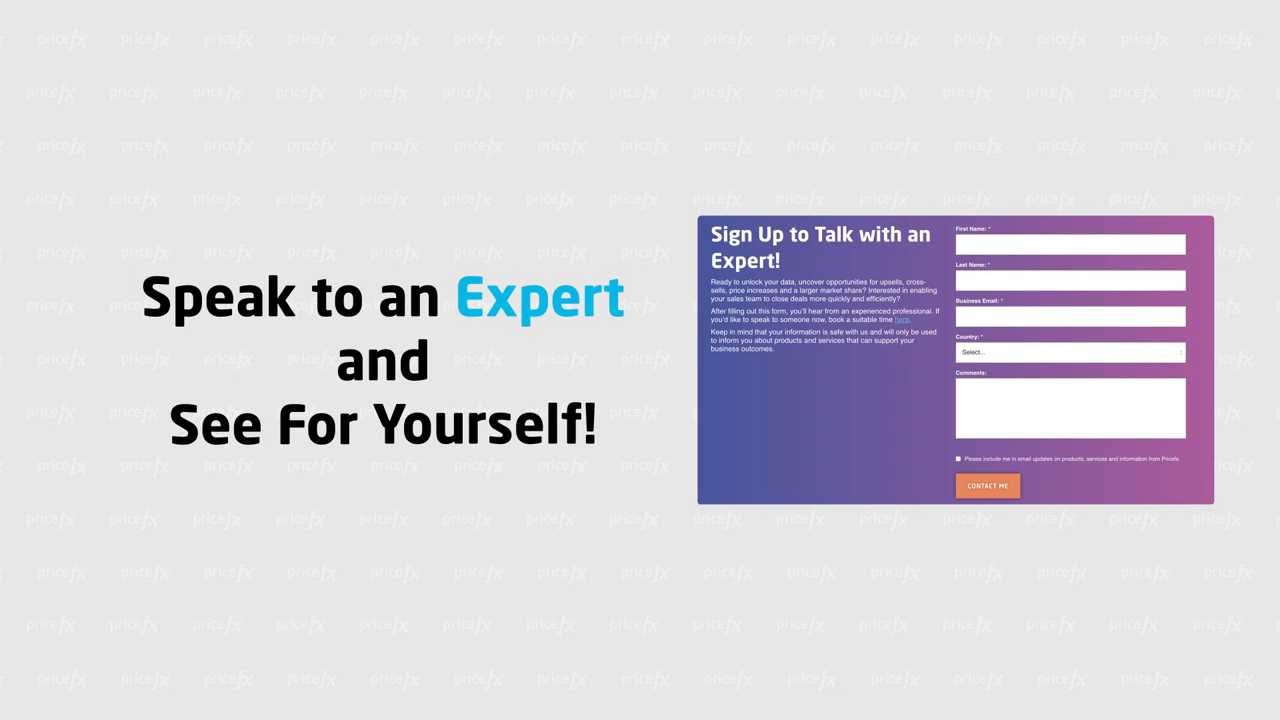 Speak to an Expert
and
See For Yourself!
Sign Up to Talk with an
Expert!
Ready to unlock your data, uncover opportunities for upsells, cross-
sells, price increases and a larger market share? Interested in enabling
your sales team to close deals more quickly and efficiently?
After filling out this form, you'll hear from an experienced professional. If
you'd like to speak to someone now, book a suitable time here.
Keep in mind that your information is safe with us and will only be used
to inform you about products and services that can support your
business outcomes.
First Name: *
Last Name: *
Business Email: *
Country: *
Select...
Comments:
Please include me in email updates on products, services and information from Pricefx.
CONTACT ME
pricefx